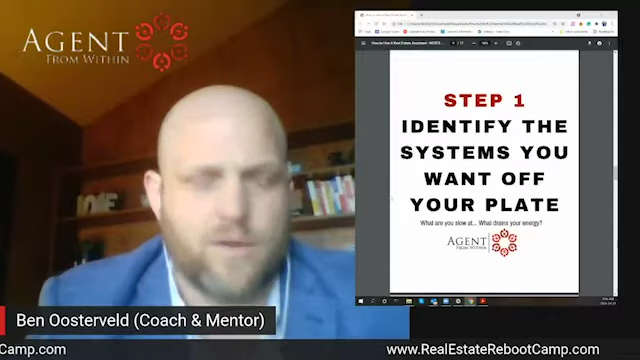 AGENT
FROM WITHIN
STEP 1
IDENTIFY THE
SYSTEMS YOU
WANT OFF
YOUR PLATE
What are you slow at... What drains your energy?
AGENT
FROM WITHIN
Ben Oosterveld (Coach & Mentor)
Camp.com
www.RealEstateRebootCamp.com